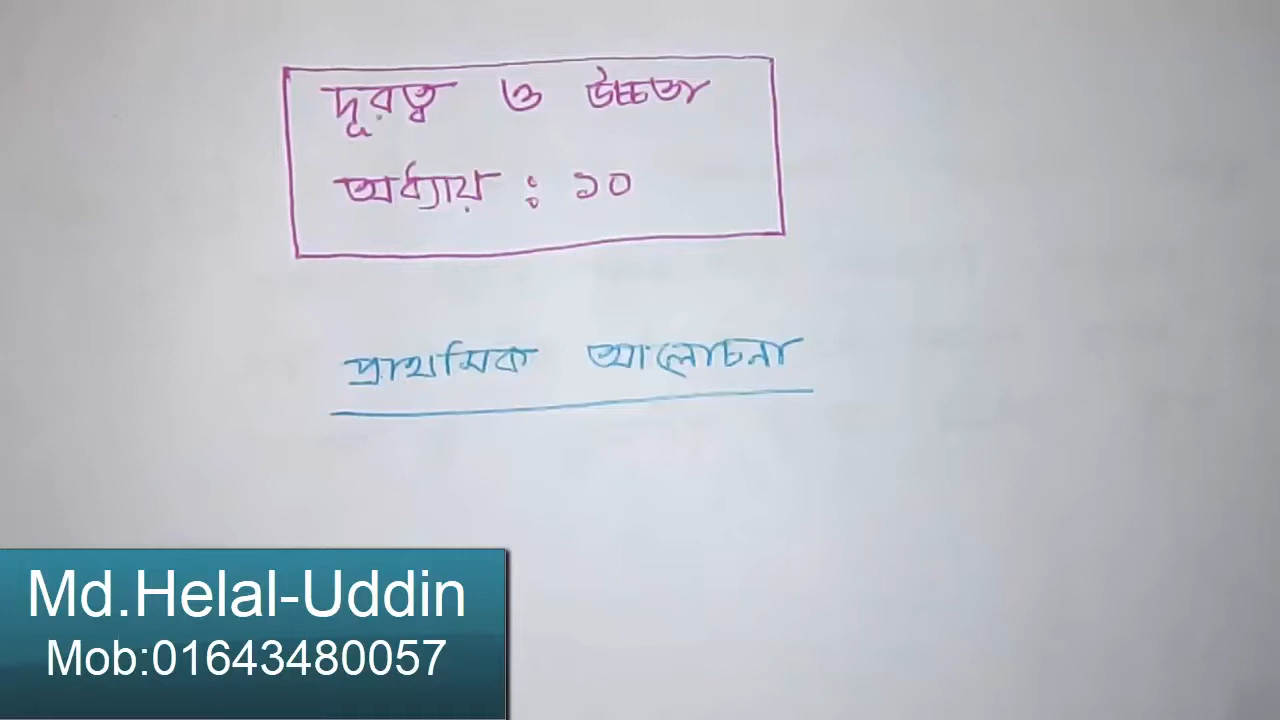 দূরত্ব ও উচ্চতা
অধ্যায় : ১০
প্রাথমিক আলোচনা
Md.Helal-Uddin
Mob:01643480057